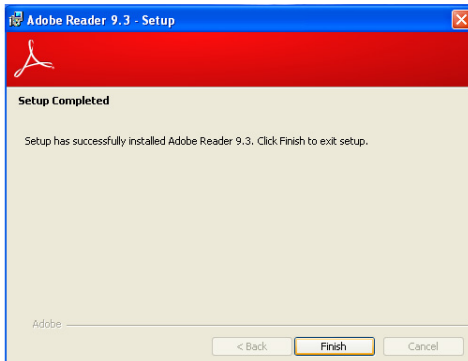 Adobe Reader 9.3 - Setup
Setup Completed
Setup has successfully installed Adobe Reader 9.3. Click Finish to exit setup.
Adobe
< Back Finish Cancel